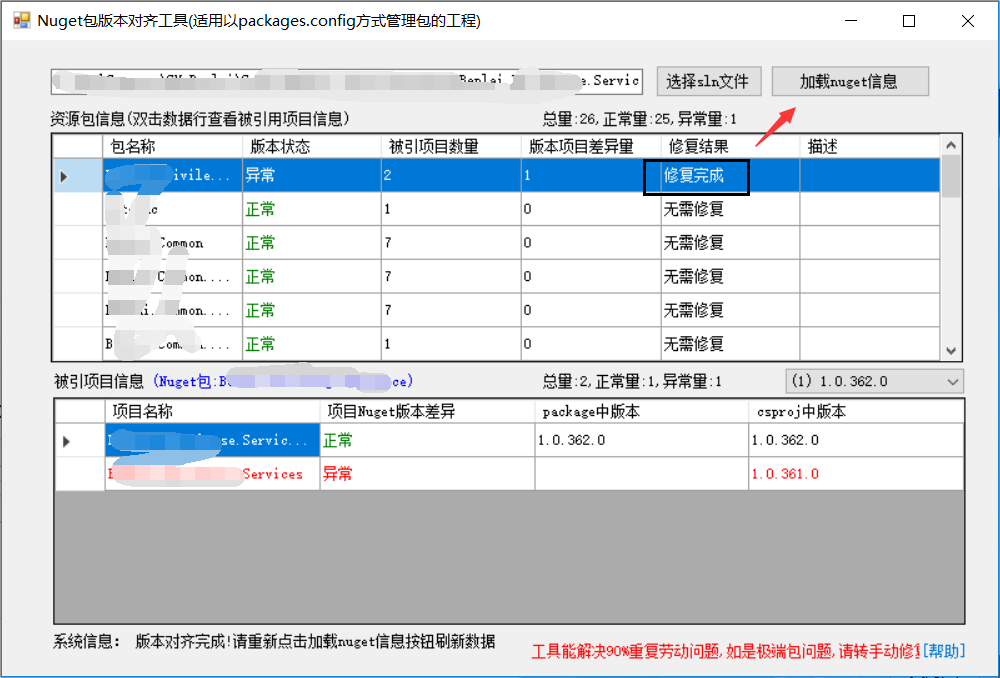 Nuget包版本对齐工具(适用以packages.config方式管理包的工程)
e.Servic 选择sln文件 加载nuget信息
资源包信息(双击数据行查看被引用项目信息) 总量:26,正常量:25,异常量:1
包名称 版本状态 被引项目数量 版本项目差异量 修复结果 描述
ivile... 异常 2 1 修复完成
正常 1 0 无需修复
Common 正常 7 0 无需修复
正常 7 0 无需修复
正常 7 0 无需修复
正常 1 0 无需修复
被引项目信息 (Nuget包: 总量:2,正常量:1,异常量:1 (1) 1.0.362.0
项目名称 项目Nuget版本差异 package中版本 csproj中版本
se.Servic... 正常 1.0.362.0 1.0.362.0
Services 异常 1.0.361.0
系统信息: 版本对齐完成!请重新点击加载nuget信息按钮刷新数据
工具能解决90%重复劳动问题,如是极端包问题,请转手动修 [帮助]